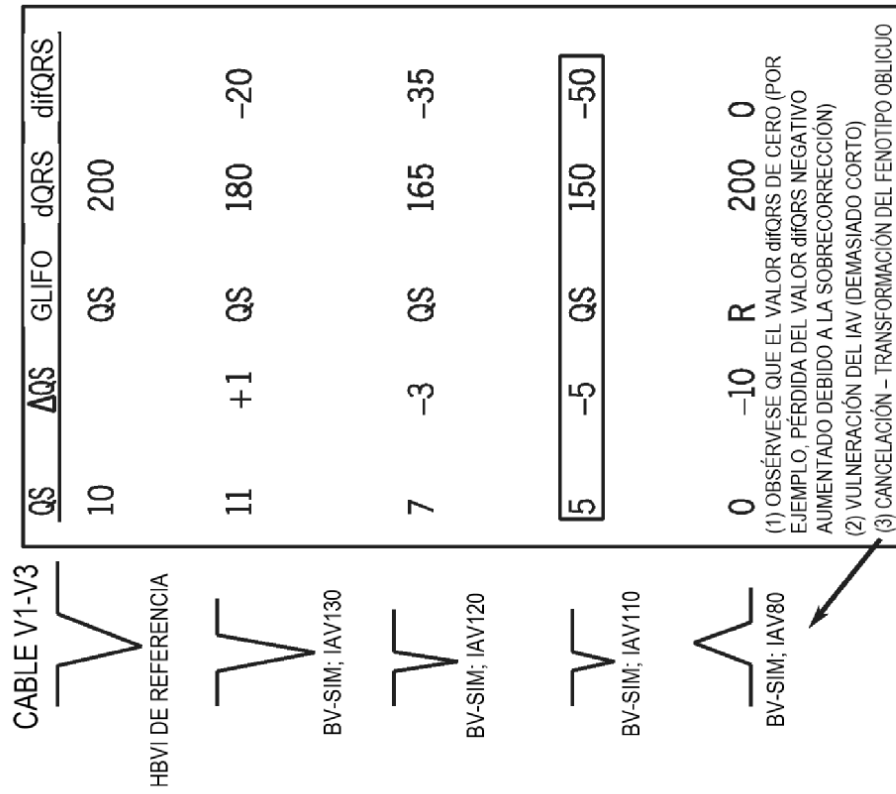 CABLE V1-V3
QS ΔQS GLIFO dQRS difQRS
HBVI DE REFERENCIA
10 QS 200
BV-SIM; IAV130
11 +1 QS 180 −20
BV-SIM; IAV120
7 −3 QS 165 −35
BV-SIM; IAV110
5 −5 QS 150 −50
BV-SIM; IAV80
0 −10 R 200 0
(1) OBSÉRVESE QUE EL VALOR difQRS DE CERO (POR
EJEMPLO, PÉRDIDA DEL VALOR difQRS NEGATIVO
AUMENTADO DEBIDO A LA SOBRECORRECCIÓN)
(2) VULNERACIÓN DEL IAV (DEMASIADO CORTO)
(3) CANCELACIÓN – TRANSFORMACIÓN DEL FENOTIPO OBLICUO